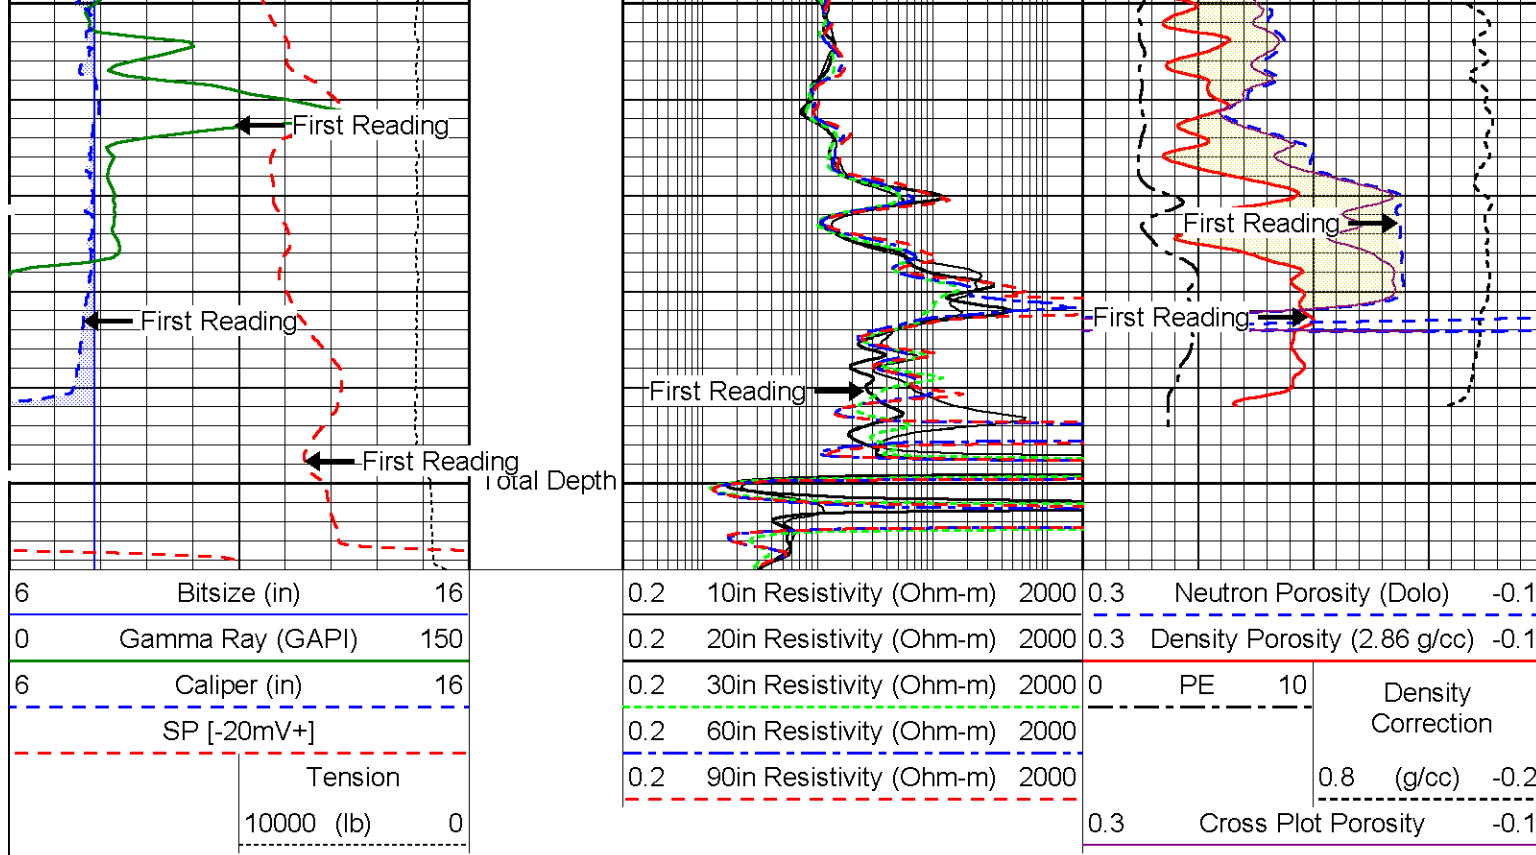 First Reading
First Reading
First Reading
First Reading
First Reading
First Reading
Total Depth
6 Bitsize (in) 16
0 Gamma Ray (GAPI) 150
6 Caliper (in) 16
SP [-20mV+]
Tension
10000 (lb) 0
0.2 10in Resistivity (Ohm-m) 2000
0.2 20in Resistivity (Ohm-m) 2000
0.2 30in Resistivity (Ohm-m) 2000
0.2 60in Resistivity (Ohm-m) 2000
0.2 90in Resistivity (Ohm-m) 2000
0.3 Neutron Porosity (Dolo) -0.1
0.3 Density Porosity (2.86 g/cc) -0.1
0 PE 10
Density
Correction
0.8 (g/cc) -0.2
0.3 Cross Plot Porosity -0.1